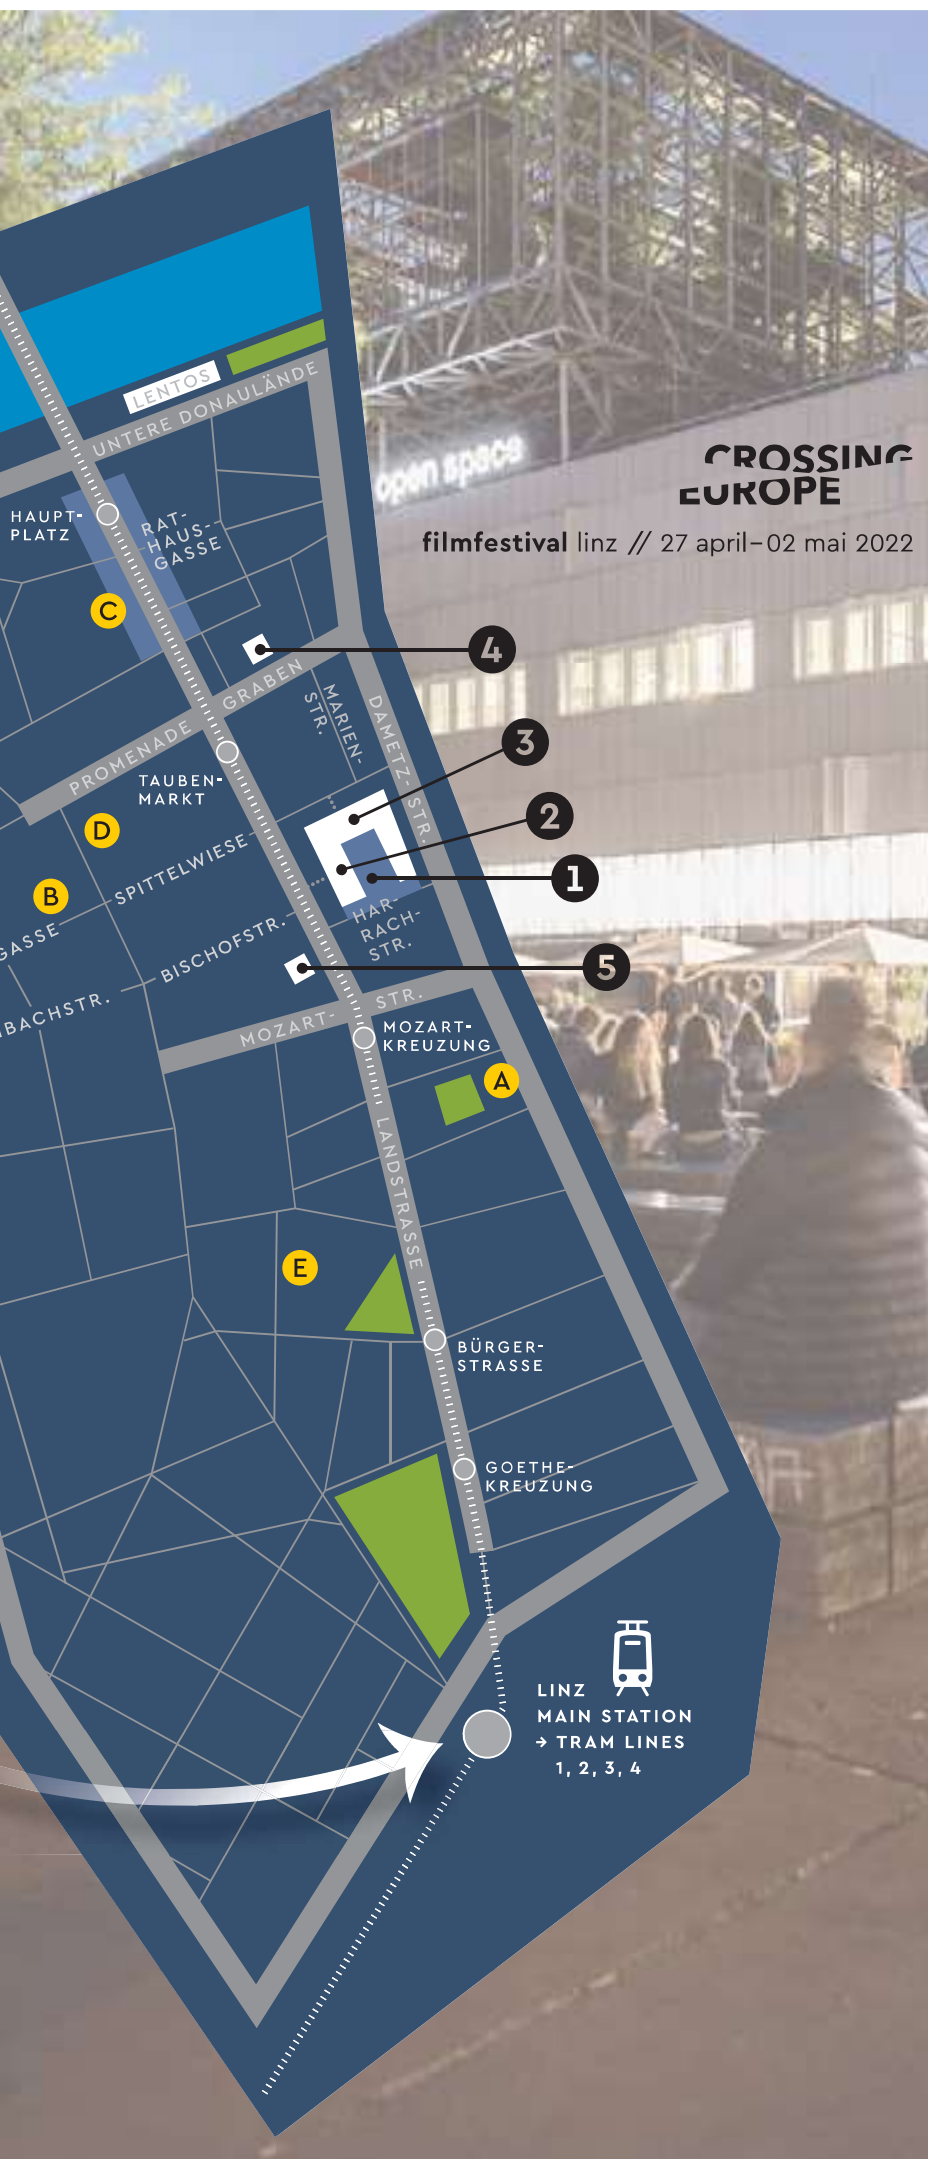 LENTOS
UNTERE DONAULÄNDE
open space
CROSSING
EUROPE
filmfestival linz // 27 april–02 mai 2022
HAUPT-
PLATZ
RAT-
HAUS-
GASSE
C
4
GRABEN
MARIEN-
STR.
DAMETZ-STR.
3
PROMENADE
TAUBEN-
MARKT
2
D
SPITTELWIESE
1
B
GASSE
HAR-
RACH-
STR.
BISCHOFSTR.
5
BACHSTR.
MOZART- STR.
MOZART-
KREUZUNG
A
LANDSTRASSE
E
BÜRGER-
STRASSE
GOETHE-
KREUZUNG
LINZ
MAIN STATION
→ TRAM LINES
1, 2, 3, 4